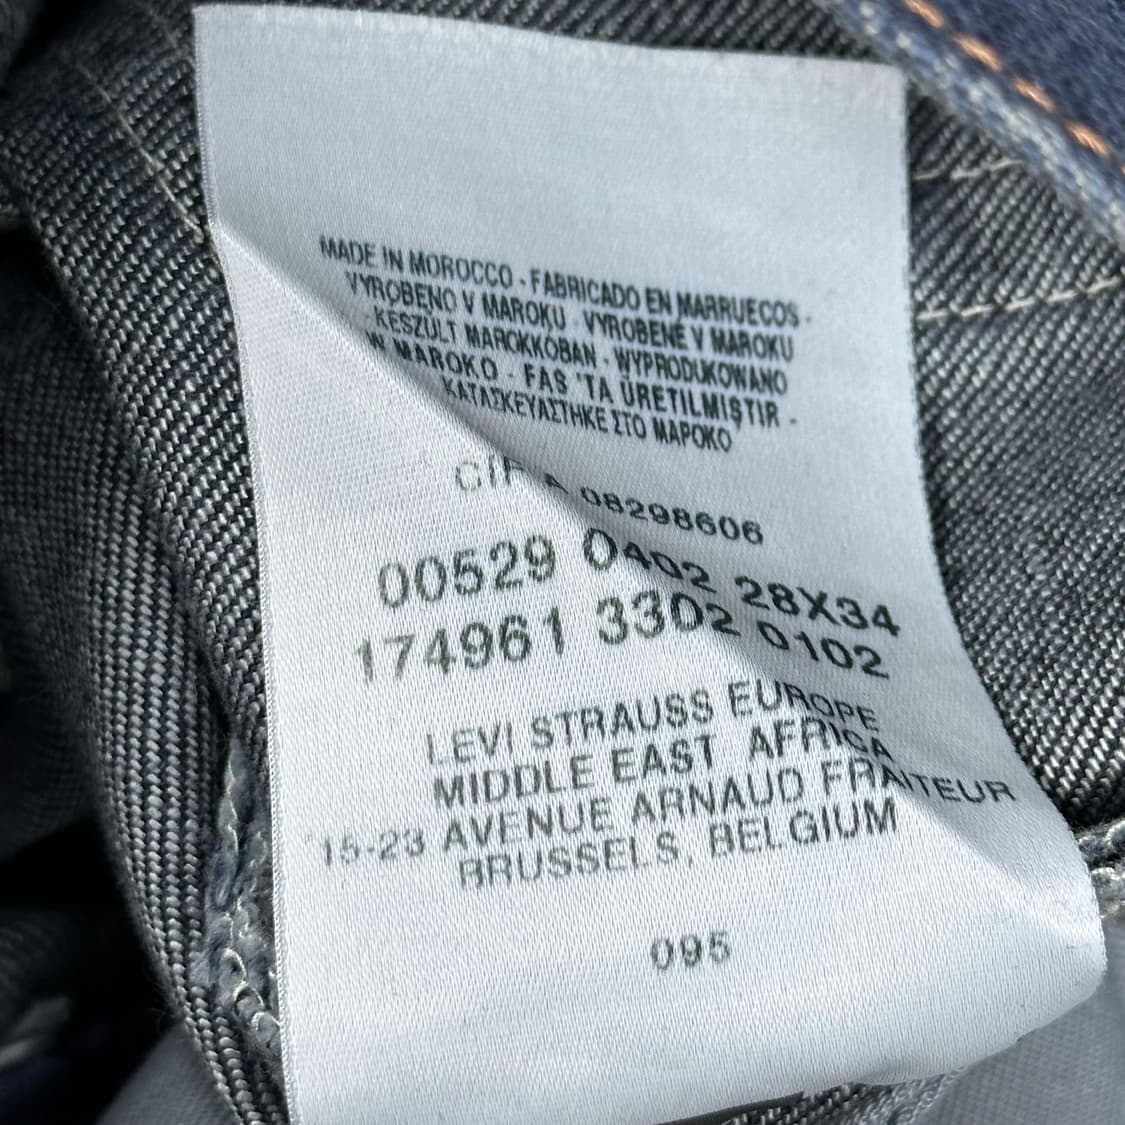 MADE IN MOROCCO - FABRICADO EN MARRUECOS -
VYROBENO V MAROKU - VYROBENÉ V MAROKU
- KÉSZÜLT MAROKKÓBAN - WYPRODUKOWANO
W MAROKO - FAS 'TA ÜRETILMIŞTIR -
ΚΑΤΑΣΚΕΥΑΣΤΗΚΕ ΣΤΟ ΜΑΡΟΚΟ
A 08298606
00529 0402 28X34
174961 3302 0102
LEVI STRAUSS EUROPE
MIDDLE EAST AFRICA
15-23 AVENUE ARNAUD FRAITEUR
BRUSSELS, BELGIUM
095